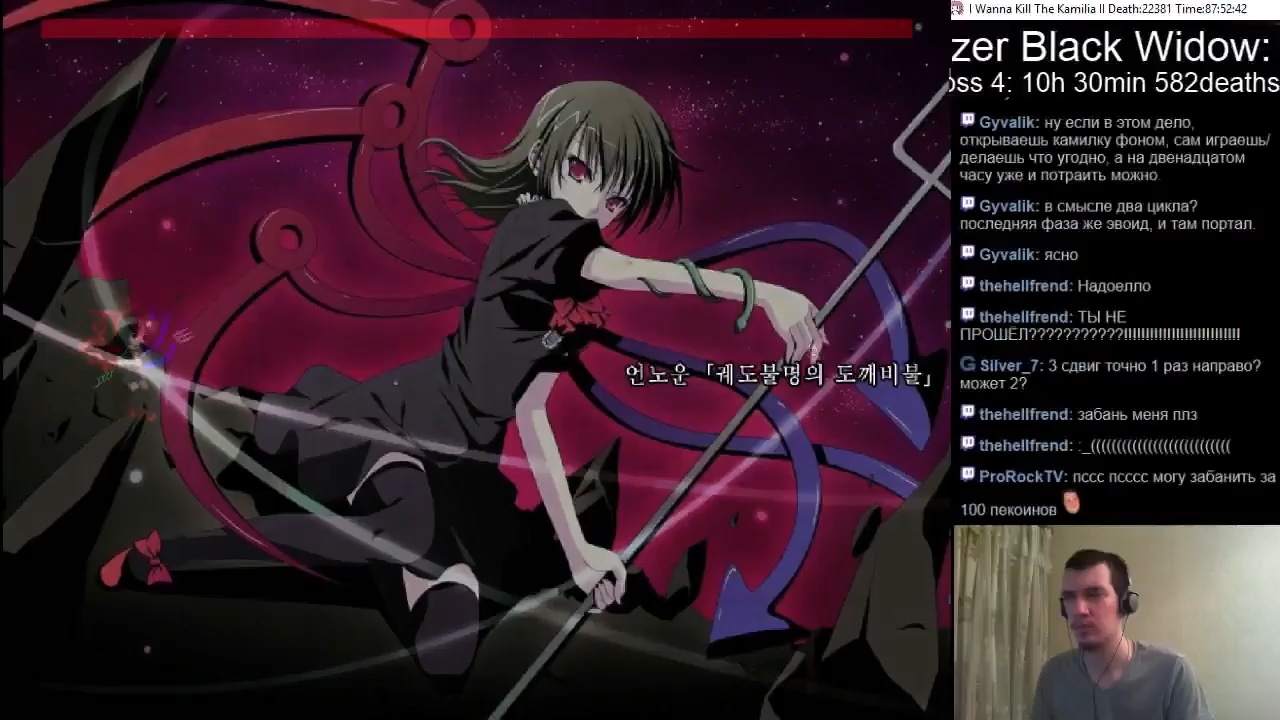 I Wanna Kill The Kamilia II Death:22381 Time:87:52:42
zer Black Widow:
oss 4: 10h 30min 582deaths
Gyvalik: ну если в этом дело,
открываешь камилку фоном, сам играешь/
делаешь что угодно, а на двенадцатом
часу уже и потраить можно.
Gyvalik: в смысле два цикла?
последняя фаза же эвоид, и там портал.
Gyvalik: ясно
thehellfrend: Надоелло
thehellfrend: ТЫ НЕ
ПРОШЁЛ???????????!!!!!!!!!!!!!!!!!!!!!!!!!!
Silver_7: 3 сдвиг точно 1 раз направо?
может 2?
thehellfrend: забань меня плз
thehellfrend: :_(((((((((((((((((((((((((((
ProRockTV: пссс псссс могу забанить за
100 пекоинов
언노운「궤도불명의 도깨비불」